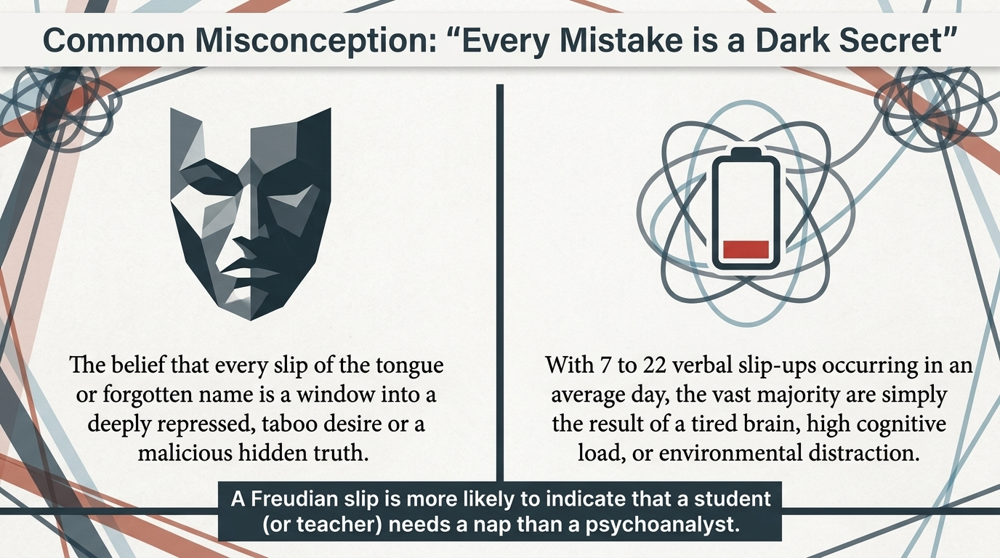 Common Misconception: “Every Mistake is a Dark Secret”
The belief that every slip of the tongue
or forgotten name is a window into a
deeply repressed, taboo desire or a
malicious hidden truth.
With 7 to 22 verbal slip-ups occurring in an
average day, the vast majority are simply
the result of a tired brain, high cognitive
load, or environmental distraction.
A Freudian slip is more likely to indicate that a student
(or teacher) needs a nap than a psychoanalyst.